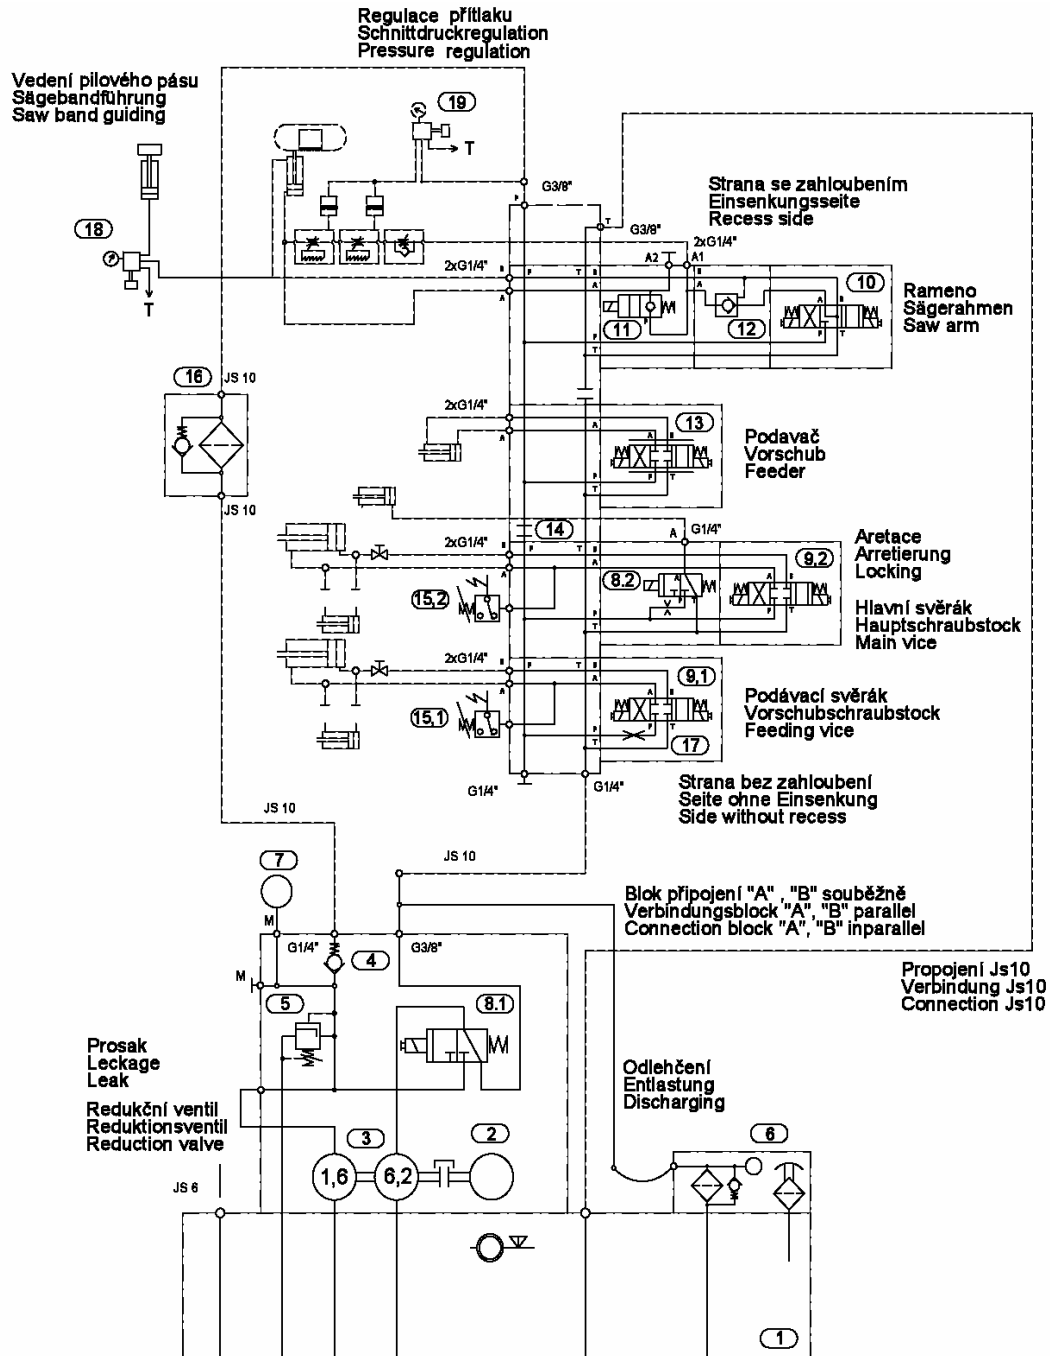 Regulace přítlaku
Schnittdruckregulation
Pressure regulation
Vedení pilového pásu
Sägebandführung
Saw band guiding
19
T
G3/8"
P
T
G3/8"
Strana se zahloubením
Einsenkungsseite
Recess side
18
T
2xG1/4"
2xG1/4"
A2
A1
B
P
T
B
B
A
A
A
10
A
B
P
T
11
P
12
P
T
Rameno
Sägerahmen
Saw arm
16
JS 10
2xG1/4"
B
A
A
13
A
B
P
T
P
T
Podavač
Vorschub
Feeder
JS 10
14
A
G1/4"
2xG1/4"
B
P
T
B
A
A
8.2
A
P
T
9,2
A
B
P
T
15,2
P
T
Aretace
Arretierung
Locking
Hlavní svěrák
Hauptschraubstock
Main vice
2xG1/4"
B
P
T
B
A
A
9,1
A
B
P
T
15,1
P
T
17
Podávací svěrák
Vorschubschraubstock
Feeding vice
G1/4"
G1/4"
Strana bez zahloubení
Seite ohne Einsenkung
Side without recess
JS 10
JS 10
7
M
G1/4"
G3/8"
4
M
5
8.1
Blok připojení "A" , "B" souběžně
Verbindungsblock "A", "B" parallel
Connection block "A", "B" inparallel
Propojení Js10
Verbindung Js10
Connection Js10
Prosak
Leckage
Leak
Redukční ventil
Reduktionsventil
Reduction valve
Odlehčení
Entlastung
Discharging
3
2
6
1,6
6,2
JS 6
1